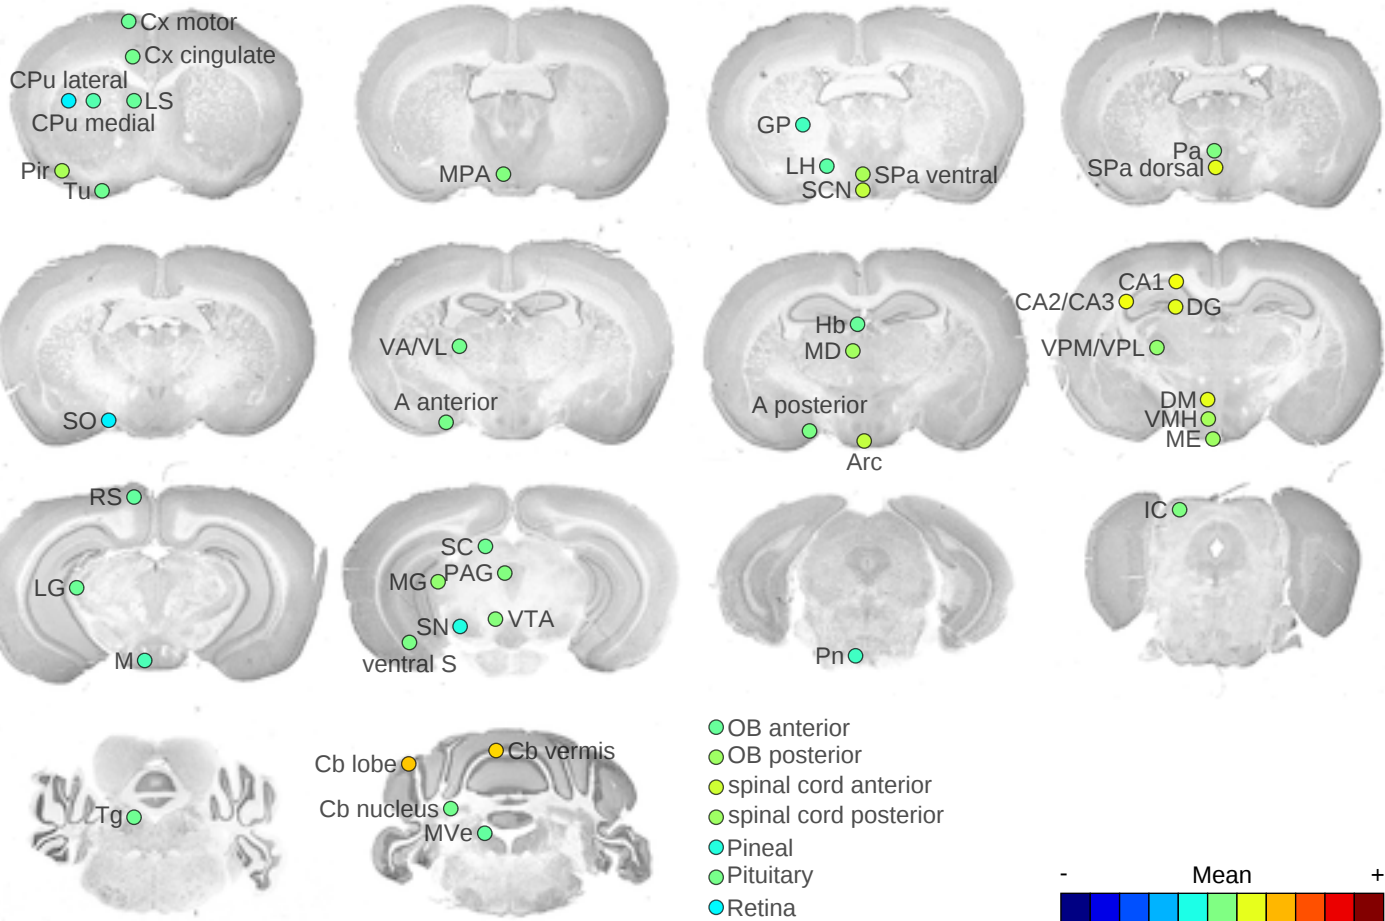 Cx motor
Cx cingulate
CPu lateral
LS
CPu medial
Pir
Tu
MPA
GP
LH
SPa ventral
SCN
Pa
SPa dorsal
SO
VA/VL
A anterior
Hb
MD
A posterior
Arc
CA1
CA2/CA3
DG
VPM/VPL
DM
VMH
ME
RS
LG
M
SC
MG
PAG
SN
VTA
ventral S
Pn
IC
Tg
Cb lobe
Cb vermis
Cb nucleus
MVe
OB anterior
OB posterior
spinal cord anterior
spinal cord posterior
Pineal
Pituitary
Retina
- Mean +